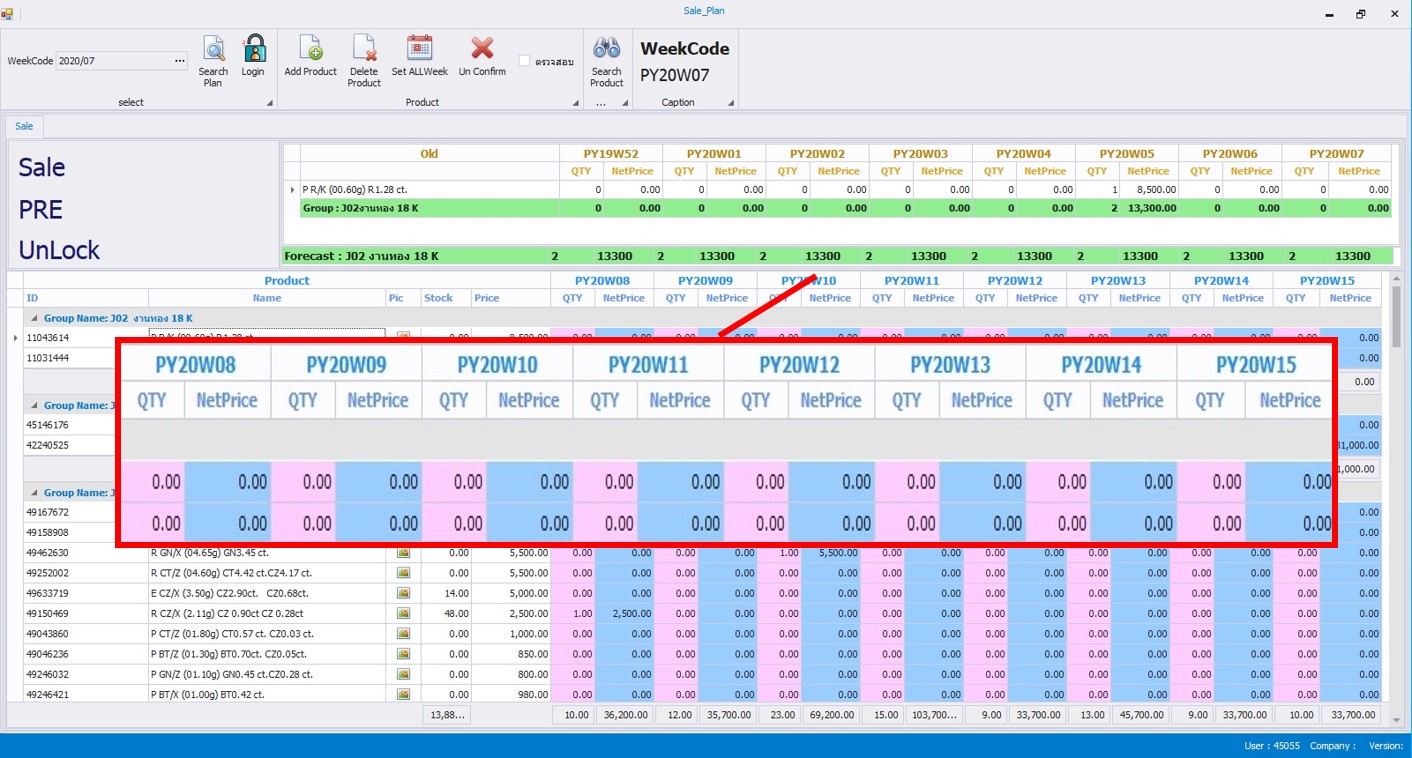 Sale_Plan
WeekCode 2020/07 ...
Search Plan
Login
Add Product
Delete Product
Set ALLWeek
Un Confirm
ตรวจสอบ
Search Product
WeekCode
PY20W07
select
Product
...
Caption
Sale
Sale
PRE
UnLock
Old PY19W52 PY20W01 PY20W02 PY20W03 PY20W04 PY20W05 PY20W06 PY20W07
QTY NetPrice QTY NetPrice QTY NetPrice QTY NetPrice QTY NetPrice QTY NetPrice QTY NetPrice QTY NetPrice
P R/K (00.60g) R1.28 ct. 0 0.00 0 0.00 0 0.00 0 0.00 0 0.00 1 8,500.00 0 0.00 0 0.00
Group : J02งานทอง 18 K 0 0.00 0 0.00 0 0.00 0 0.00 0 0.00 2 13,300.00 0 0.00 0 0.00
Forecast : J02 งานทอง 18 K 2 13300 2 13300 2 13300 2 13300 2 13300 2 13300 2 13300 2 13300
Product PY20W08 PY20W09 PY20W10 PY20W11 PY20W12 PY20W13 PY20W14 PY20W15
ID Name Pic Stock Price QTY NetPrice QTY NetPrice QTY NetPrice QTY NetPrice QTY NetPrice QTY NetPrice QTY NetPrice QTY NetPrice
Group Name: J02 งานทอง 18 K
11043614 0.00
11031444 0.00
0.00
Group Name: J
45146176 0.00
42240525 31,000.00
1,000.00
Group Name: J
49167672 0.00
49158908 0.00
PY20W08 PY20W09 PY20W10 PY20W11 PY20W12 PY20W13 PY20W14 PY20W15
QTY NetPrice QTY NetPrice QTY NetPrice QTY NetPrice QTY NetPrice QTY NetPrice QTY NetPrice QTY NetPrice
0.00 0.00 0.00 0.00 0.00 0.00 0.00 0.00 0.00 0.00 0.00 0.00 0.00 0.00 0.00 0.00
0.00 0.00 0.00 0.00 0.00 0.00 0.00 0.00 0.00 0.00 0.00 0.00 0.00 0.00 0.00 0.00
49462630 R GN/X (04.65g) GN3.45 ct. 0.00 5,500.00 0.00 0.00 0.00 0.00 1.00 5,500.00 0.00 0.00 0.00 0.00 0.00 0.00 0.00 0.00 0.00 0.00
49252002 R CT/Z (04.60g) CT4.42 ct.CZ4.17 ct. 0.00 5,500.00 0.00 0.00 0.00 0.00 0.00 0.00 0.00 0.00 0.00 0.00 0.00 0.00 0.00 0.00 0.00 0.00
49633719 E CZ/X (3.50g) CZ2.90ct. CZ0.68ct. 14.00 5,000.00 0.00 0.00 0.00 0.00 0.00 0.00 0.00 0.00 0.00 0.00 0.00 0.00 0.00 0.00 0.00 0.00
49150469 R CZ/X (2.11g) CZ 0.90ct CZ 0.28ct 48.00 2,500.00 1.00 2,500.00 0.00 0.00 0.00 0.00 0.00 0.00 0.00 0.00 0.00 0.00 0.00 0.00 0.00 0.00
49043860 P CT/Z (01.80g) CT0.57 ct. CZ0.03 ct. 0.00 1,000.00 0.00 0.00 0.00 0.00 0.00 0.00 0.00 0.00 0.00 0.00 0.00 0.00 0.00 0.00 0.00 0.00
49046236 P BT/Z (01.30g) BT0.70ct. CZ0.05ct. 0.00 850.00 0.00 0.00 0.00 0.00 0.00 0.00 0.00 0.00 0.00 0.00 0.00 0.00 0.00 0.00 0.00 0.00
49246032 P GN/Z (01.10g) GN0.45 ct.CZ0.28 ct. 0.00 800.00 0.00 0.00 0.00 0.00 0.00 0.00 0.00 0.00 0.00 0.00 0.00 0.00 0.00 0.00 0.00 0.00
49246421 P BT/X (01.00g) BT0.42 ct. 0.00 980.00 0.00 0.00 0.00 0.00 0.00 0.00 0.00 0.00 0.00 0.00 0.00 0.00 0.00 0.00 0.00 0.00
13,88... 10.00 36,200.00 12.00 35,700.00 23.00 69,200.00 15.00 103,700... 9.00 33,700.00 13.00 45,700.00 9.00 33,700.00 10.00 33,700.00
User : 45055 Company : Version: